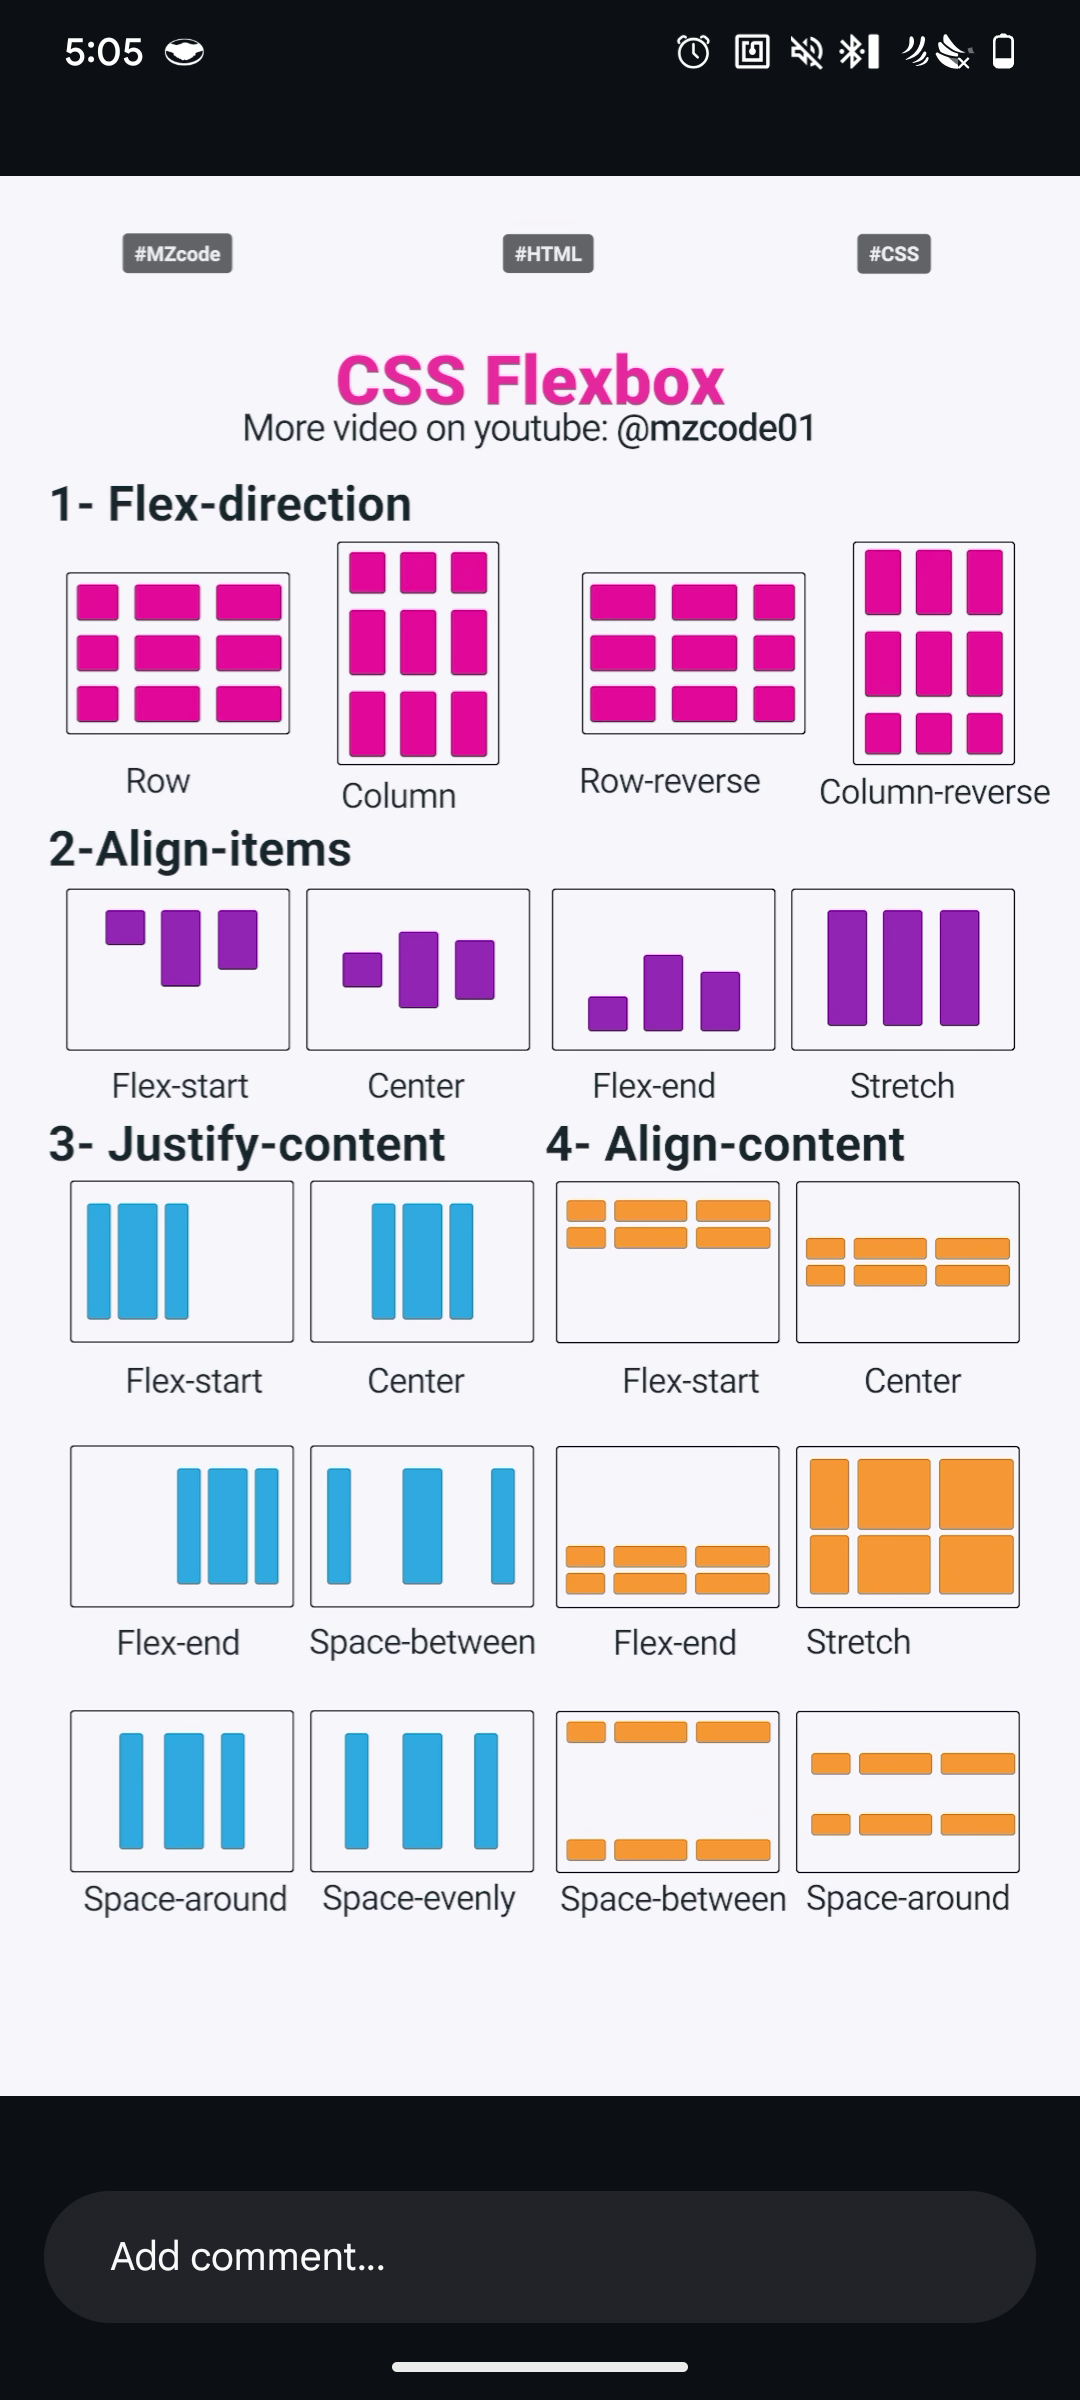 5:05
#MZcode #HTML #CSS
CSS Flexbox
More video on youtube: @mzcode01
1- Flex-direction
Row Column Row-reverse Column-reverse
2-Align-items
Flex-start Center Flex-end Stretch
3- Justify-content 4- Align-content
Flex-start Center Flex-start Center
Flex-end Space-between Flex-end Stretch
Space-around Space-evenly Space-between Space-around
Add comment...